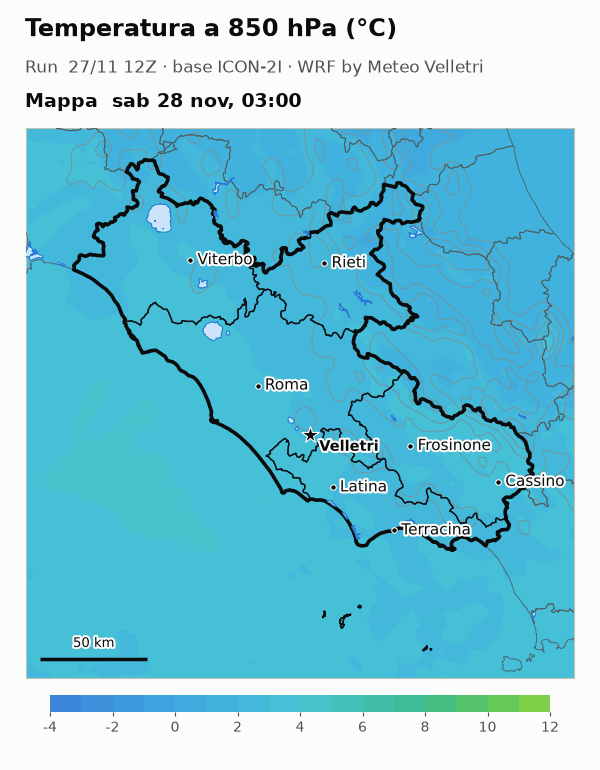 Temperatura a 850 hPa (°C)
Run  27/11 12Z · base ICON-2I · WRF by Meteo Velletri
Mappa  sab 28 nov, 03:00
Viterbo
Rieti
Roma
Velletri
Frosinone
Cassino
Latina
Terracina
50 km
-4 -2 0 2 4 6 8 10 12